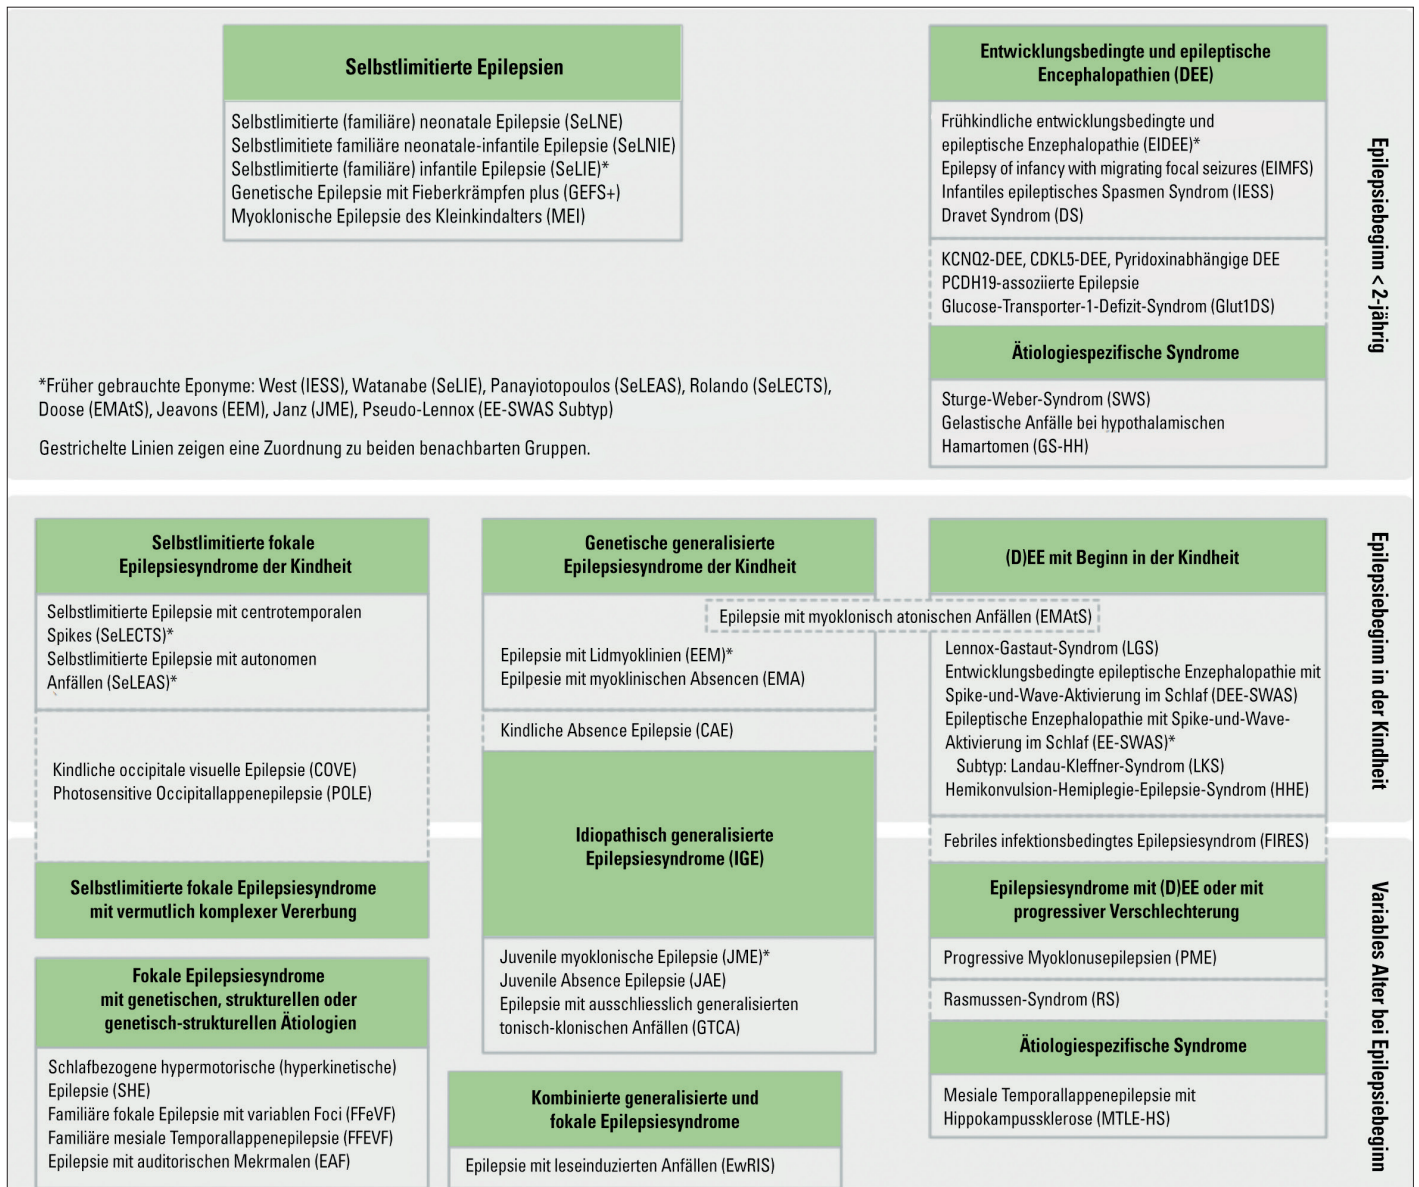 Selbstlimitierte Epilepsien
Selbstlimitierte (familiäre) neonatale Epilepsie (SeLNE)
Selbstlimitiete familiäre neonatale-infantile Epilepsie (SeLNIE)
Selbstlimitierte (familiäre) infantile Epilepsie (SeLIE)*
Genetische Epilepsie mit Fieberkrämpfen plus (GEFS+)
Myoklonische Epilepsie des Kleinkindalters (MEI)
Entwicklungsbedingte und epileptische
Encephalopathien (DEE)
Frühkindliche entwicklungsbedingte und
epileptische Enzephalopathie (EIDEE)*
Epilepsy of infancy with migrating focal seizures (EIMFS)
Infantiles epileptisches Spasmen Syndrom (IESS)
Dravet Syndrom (DS)
KCNQ2-DEE, CDKL5-DEE, Pyridoxinabhängige DEE
PCDH19-assoziierte Epilepsie
Glucose-Transporter-1-Defizit-Syndrom (Glut1DS)
Ätiologiespezifische Syndrome
Sturge-Weber-Syndrom (SWS)
Gelastische Anfälle bei hypothalamischen
Hamartomen (GS-HH)
Epilepsiebeginn < 2-jährig
*Früher gebrauchte Eponyme: West (IESS), Watanabe (SeLIE), Panayiotopoulos (SeLEAS), Rolando (SeLECTS),
Doose (EMAtS), Jeavons (EEM), Janz (JME), Pseudo-Lennox (EE-SWAS Subtyp)
Gestrichelte Linien zeigen eine Zuordnung zu beiden benachbarten Gruppen.
Selbstlimitierte fokale
Epilepsiesyndrome der Kindheit
Selbstlimitierte Epilepsie mit centrotemporalen
Spikes (SeLECTS)*
Selbstlimitierte Epilepsie mit autonomen
Anfällen (SeLEAS)*
Kindliche occipitale visuelle Epilepsie (COVE)
Photosensitive Occipitallappenepilepsie (POLE)
Selbstlimitierte fokale Epilepsiesyndrome
mit vermutlich komplexer Vererbung
Fokale Epilepsiesyndrome
mit genetischen, strukturellen oder
genetisch-strukturellen Ätiologien
Schlafbezogene hypermotorische (hyperkinetische)
Epilepsie (SHE)
Familiäre fokale Epilepsie mit variablen Foci (FFeVF)
Familiäre mesiale Temporallappenepilepsie (FFEVF)
Epilepsie mit auditorischen Mekrmalen (EAF)
Genetische generalisierte
Epilepsiesyndrome der Kindheit
Epilepsie mit myoklonisch atonischen Anfällen (EMAtS)
Epilepsie mit Lidmyoklinien (EEM)*
Epilpesie mit myoklinischen Absencen (EMA)
Kindliche Absence Epilepsie (CAE)
Idiopathisch generalisierte
Epilepsiesyndrome (IGE)
Juvenile myoklonische Epilepsie (JME)*
Juvenile Absence Epilepsie (JAE)
Epilepsie mit ausschliesslich generalisierten
tonisch-klonischen Anfällen (GTCA)
Kombinierte generalisierte und
fokale Epilepsiesyndrome
Epilepsie mit leseinduzierten Anfällen (EwRIS)
(D)EE mit Beginn in der Kindheit
Lennox-Gastaut-Syndrom (LGS)
Entwicklungsbedingte epileptische Enzephalopathie mit
Spike-und-Wave-Aktivierung im Schlaf (DEE-SWAS)
Epileptische Enzephalopathie mit Spike-und-Wave-
Aktivierung im Schlaf (EE-SWAS)*
Subtyp: Landau-Kleffner-Syndrom (LKS)
Hemikonvulsion-Hemiplegie-Epilepsie-Syndrom (HHE)
Febriles infektionsbedingtes Epilepsiesyndrom (FIRES)
Epilepsiesyndrome mit (D)EE oder mit
progressiver Verschlechterung
Progressive Myoklonusepilepsien (PME)
Rasmussen-Syndrom (RS)
Ätiologiespezifische Syndrome
Mesiale Temporallappenepilepsie mit
Hippokampussklerose (MTLE-HS)
Epilepsiebeginn in der Kindheit
Variables Alter bei Epilepsiebeginn